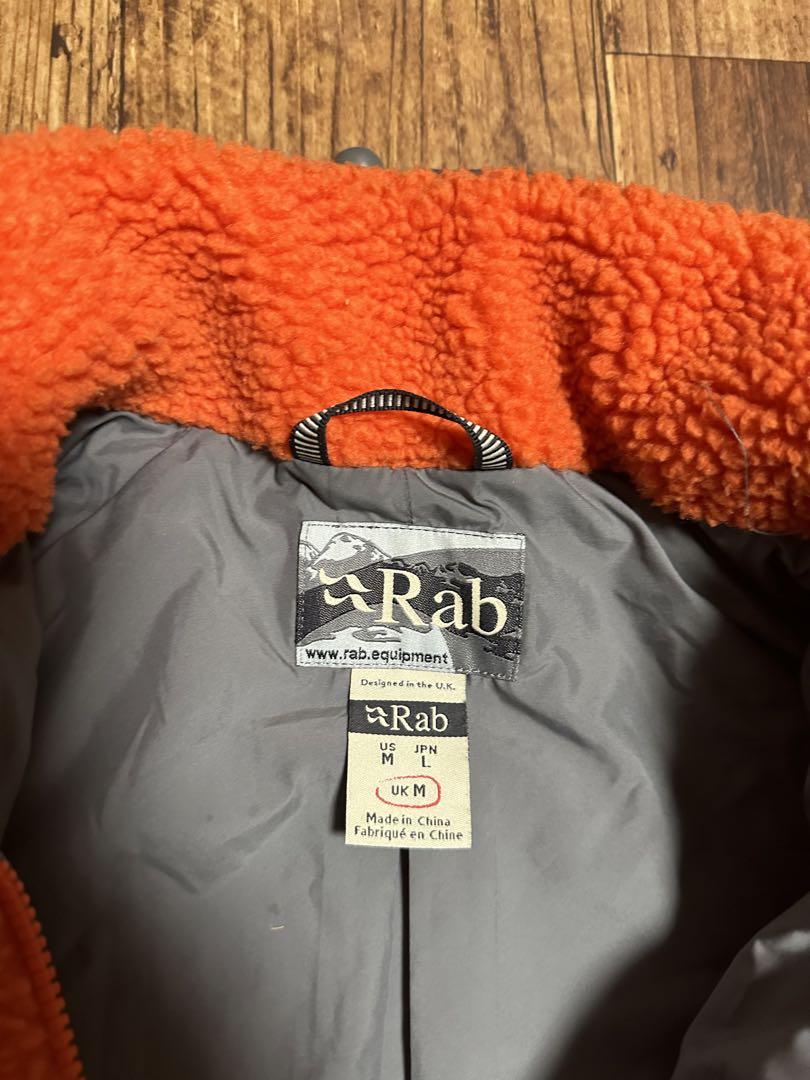 Rab
www.rab.equipment
Designed in the U.K.
Rab
US JPN
M L
UK M
Made in China
Fabriqué en Chine